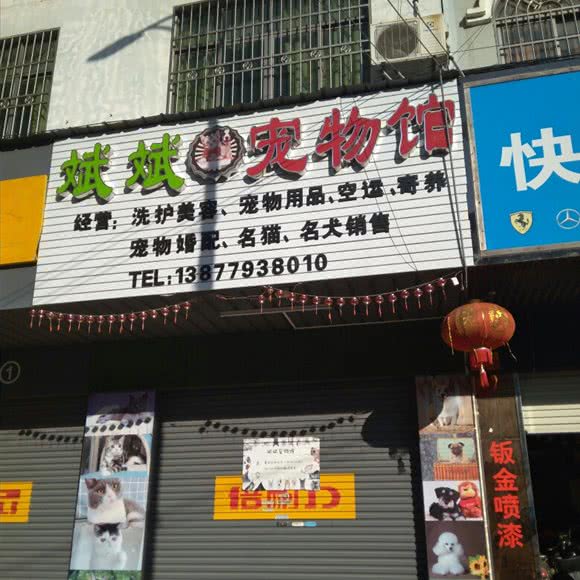 斌斌宠物馆
经营：洗护美容、宠物用品、空运、寄养
宠物婚配、名猫、名犬销售
TEL:13877938010
快
①
钣金喷漆